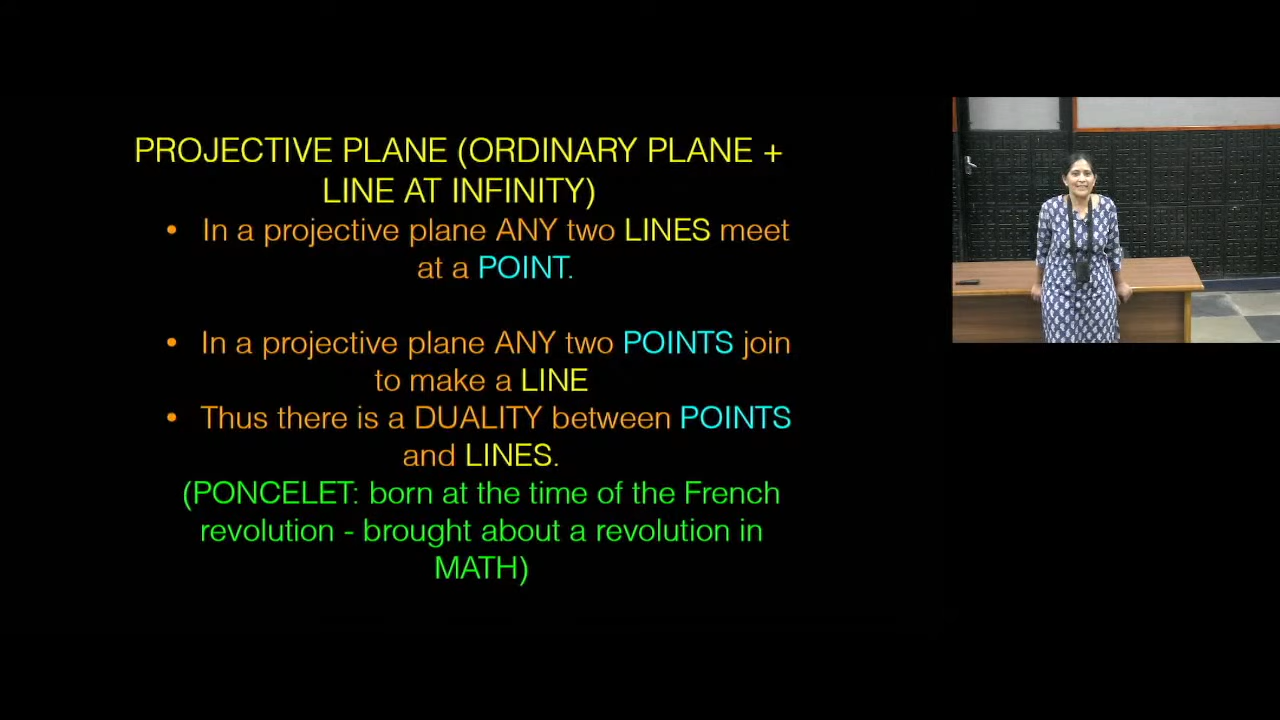 PROJECTIVE PLANE (ORDINARY PLANE +
LINE AT INFINITY)
• In a projective plane ANY two LINES meet
at a POINT.
• In a projective plane ANY two POINTS join
to make a LINE
• Thus there is a DUALITY between POINTS
and LINES.
(PONCELET: born at the time of the French
revolution - brought about a revolution in
MATH)